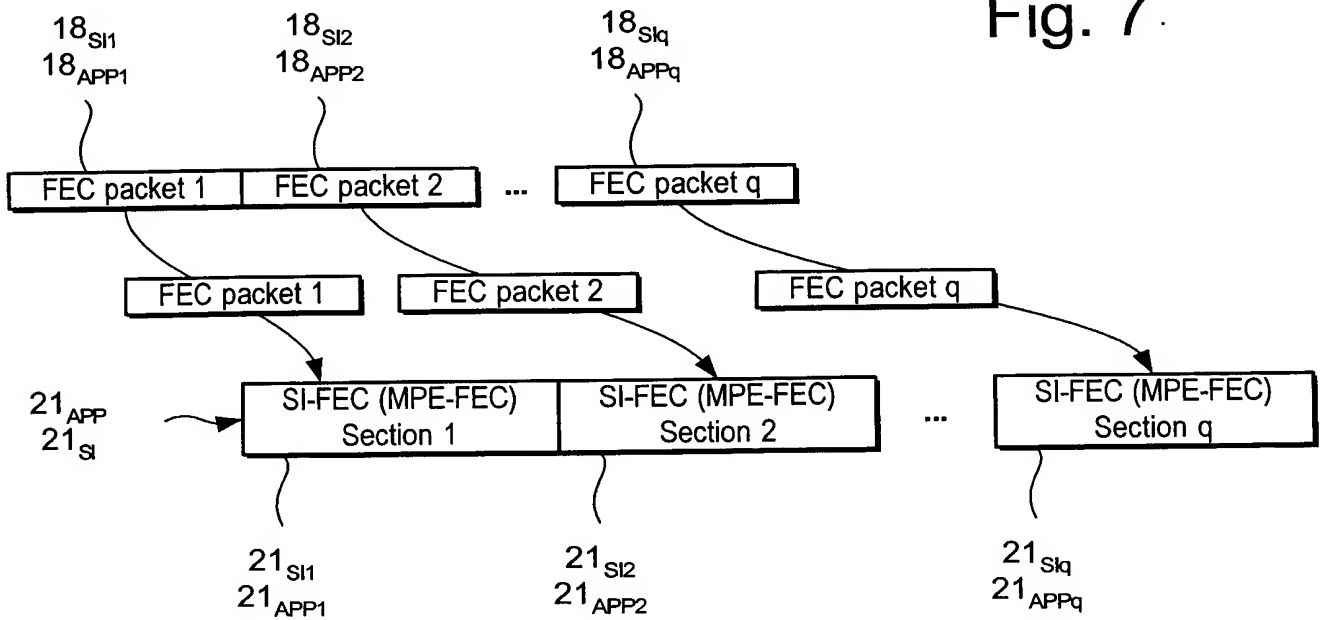 Fig. 7
18SI1 18SI2 18SIq
18APP1 18APP2 18APPq
FEC packet 1 FEC packet 2 ... FEC packet q
FEC packet 1 FEC packet 2 FEC packet q
SI-FEC (MPE-FEC) SI-FEC (MPE-FEC) SI-FEC (MPE-FEC)
21APP Section 1 Section 2 ... Section q
21SI
21SI1 21SI2 21SIq
21APP1 21APP2 21APPq